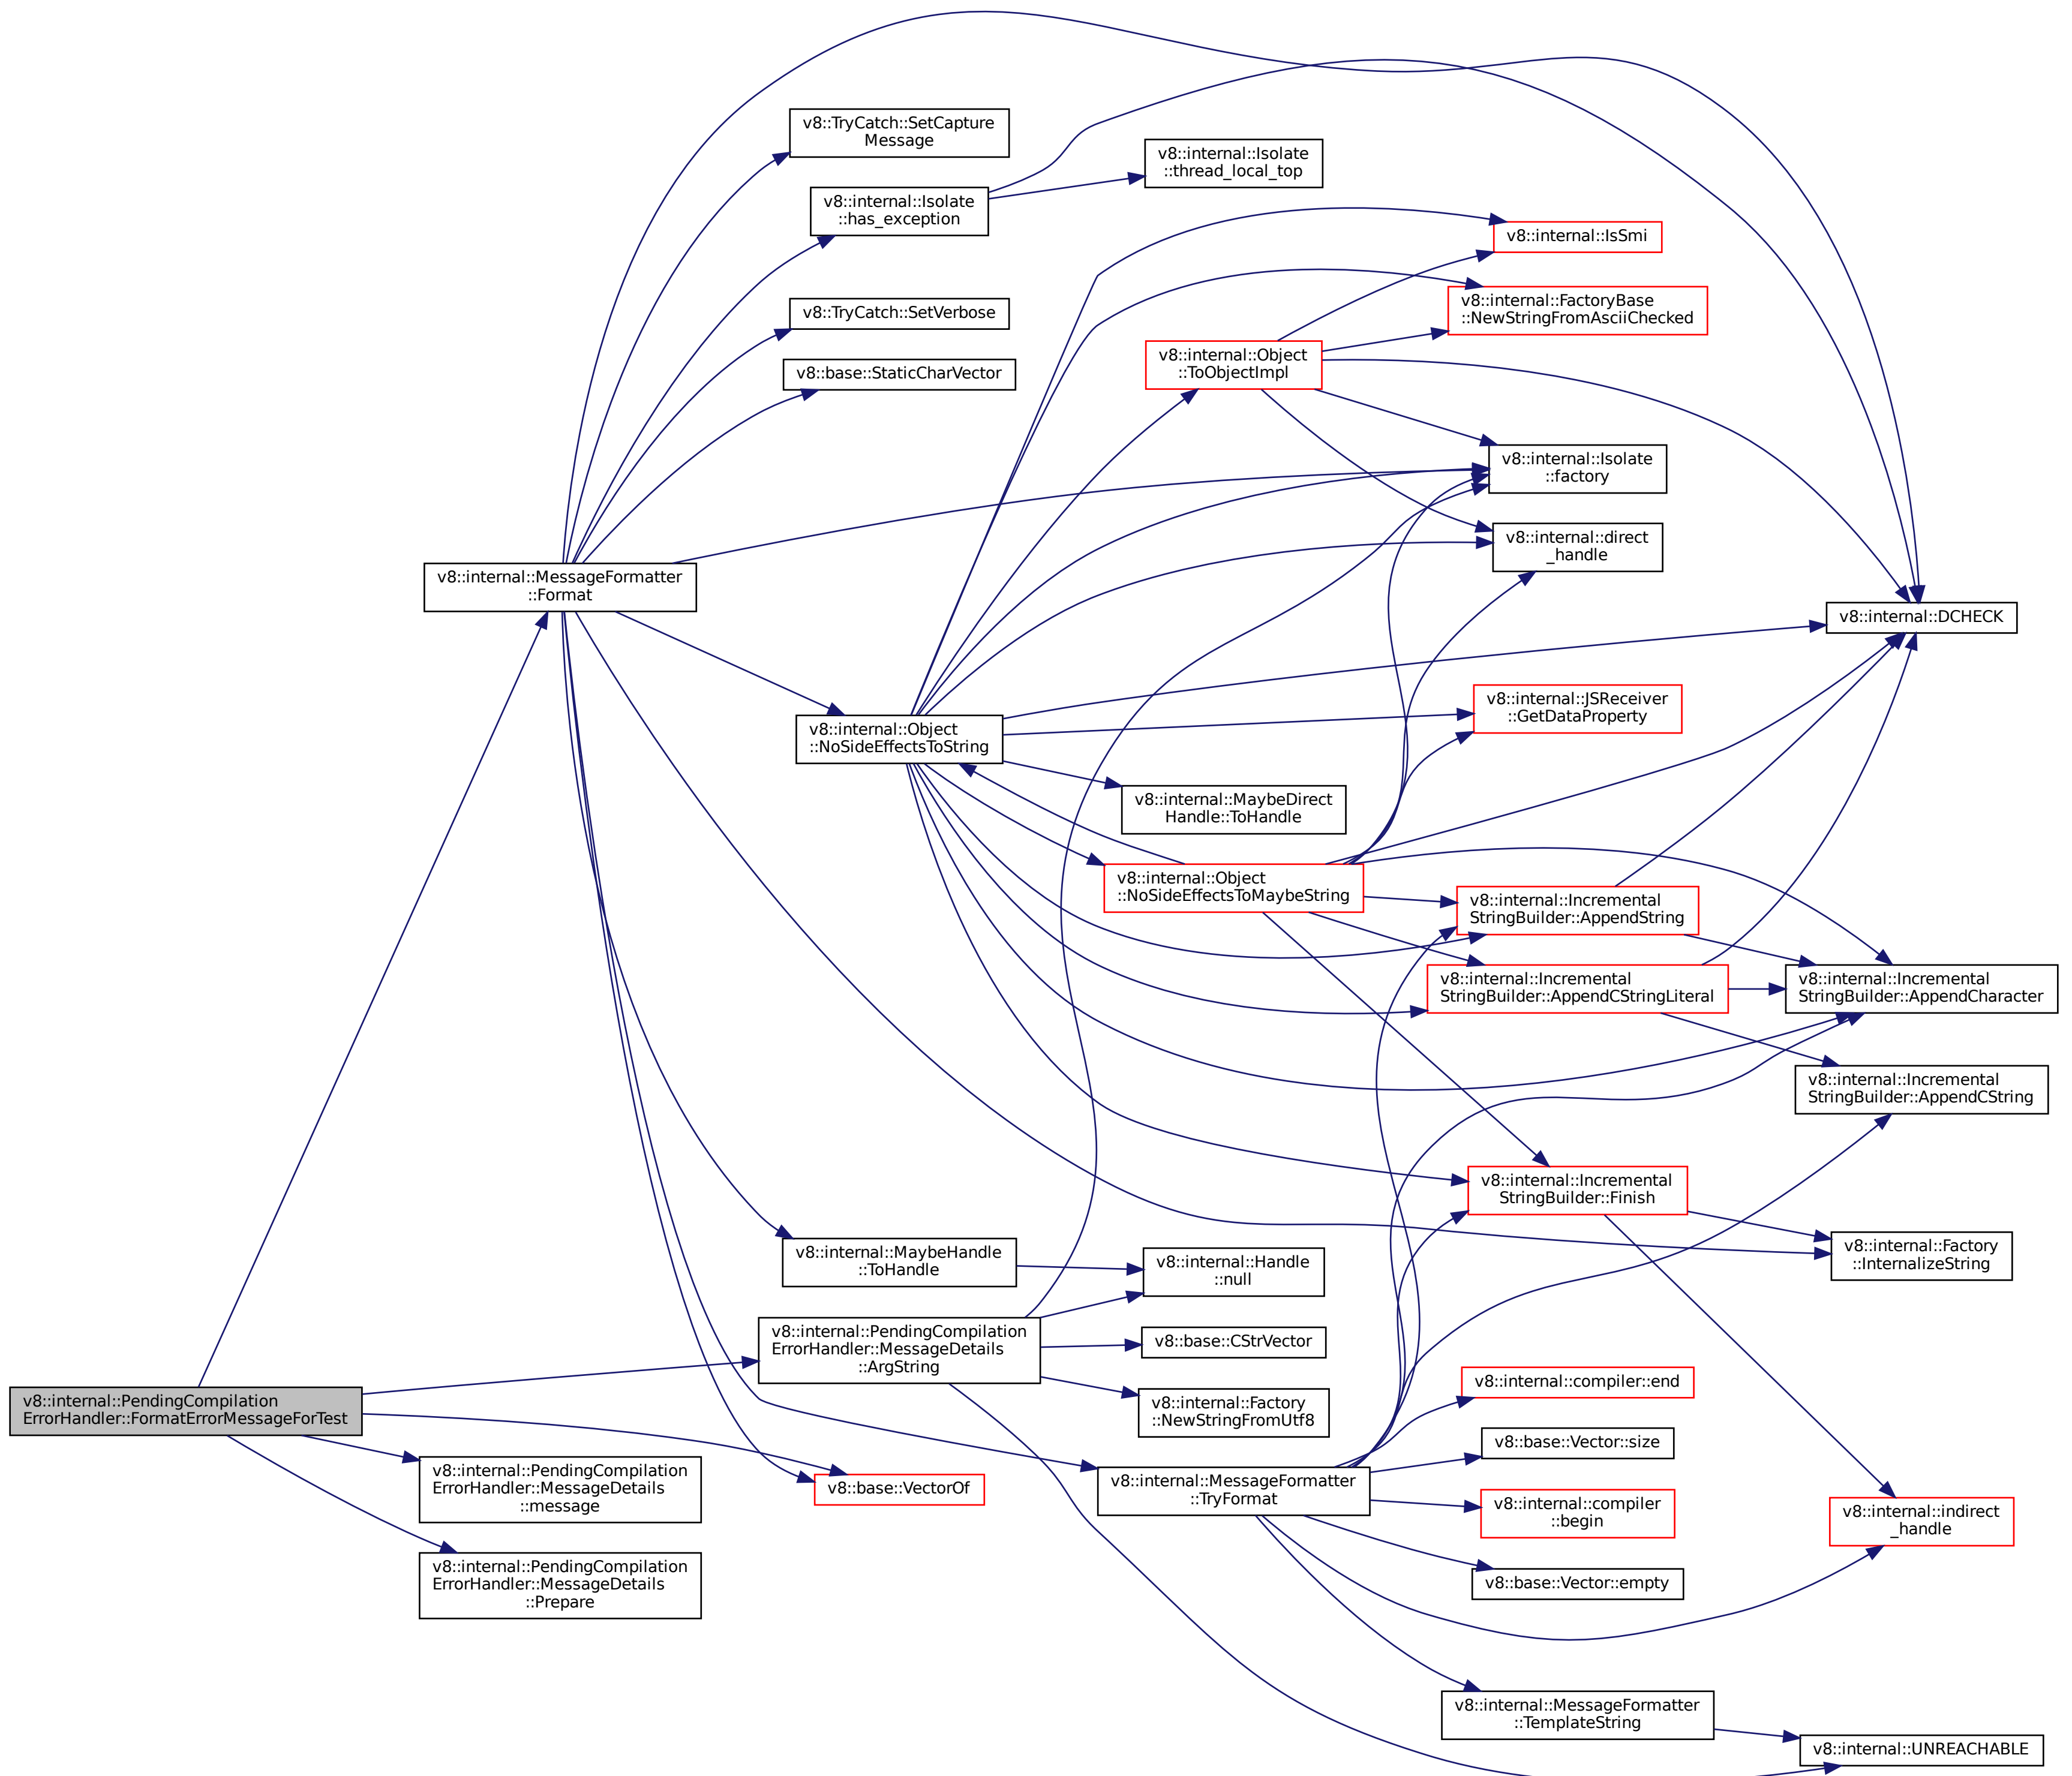 v8::TryCatch::SetCapture
Message
v8::internal::Isolate
::thread_local_top
v8::internal::Isolate
::has_exception
v8::internal::IsSmi
v8::TryCatch::SetVerbose
v8::internal::FactoryBase
::NewStringFromAsciiChecked
v8::base::StaticCharVector
v8::internal::Object
::ToObjectImpl
v8::internal::Isolate
::factory
v8::internal::direct
_handle
v8::internal::MessageFormatter
::Format
v8::internal::DCHECK
v8::internal::JSReceiver
::GetDataProperty
v8::internal::Object
::NoSideEffectsToString
v8::internal::MaybeDirect
Handle::ToHandle
v8::internal::Object
::NoSideEffectsToMaybeString
v8::internal::Incremental
StringBuilder::AppendString
v8::internal::Incremental
StringBuilder::AppendCStringLiteral
v8::internal::Incremental
StringBuilder::AppendCharacter
v8::internal::Incremental
StringBuilder::AppendCString
v8::internal::Incremental
StringBuilder::Finish
v8::internal::MaybeHandle
::ToHandle
v8::internal::Handle
::null
v8::internal::Factory
::InternalizeString
v8::internal::PendingCompilation
ErrorHandler::MessageDetails
::ArgString
v8::base::CStrVector
v8::internal::Factory
::NewStringFromUtf8
v8::internal::compiler::end
v8::internal::PendingCompilation
ErrorHandler::FormatErrorMessageForTest
v8::base::Vector::size
v8::internal::PendingCompilation
ErrorHandler::MessageDetails
::message
v8::base::VectorOf
v8::internal::MessageFormatter
::TryFormat
v8::internal::compiler
::begin
v8::internal::indirect
_handle
v8::internal::PendingCompilation
ErrorHandler::MessageDetails
::Prepare
v8::base::Vector::empty
v8::internal::MessageFormatter
::TemplateString
v8::internal::UNREACHABLE